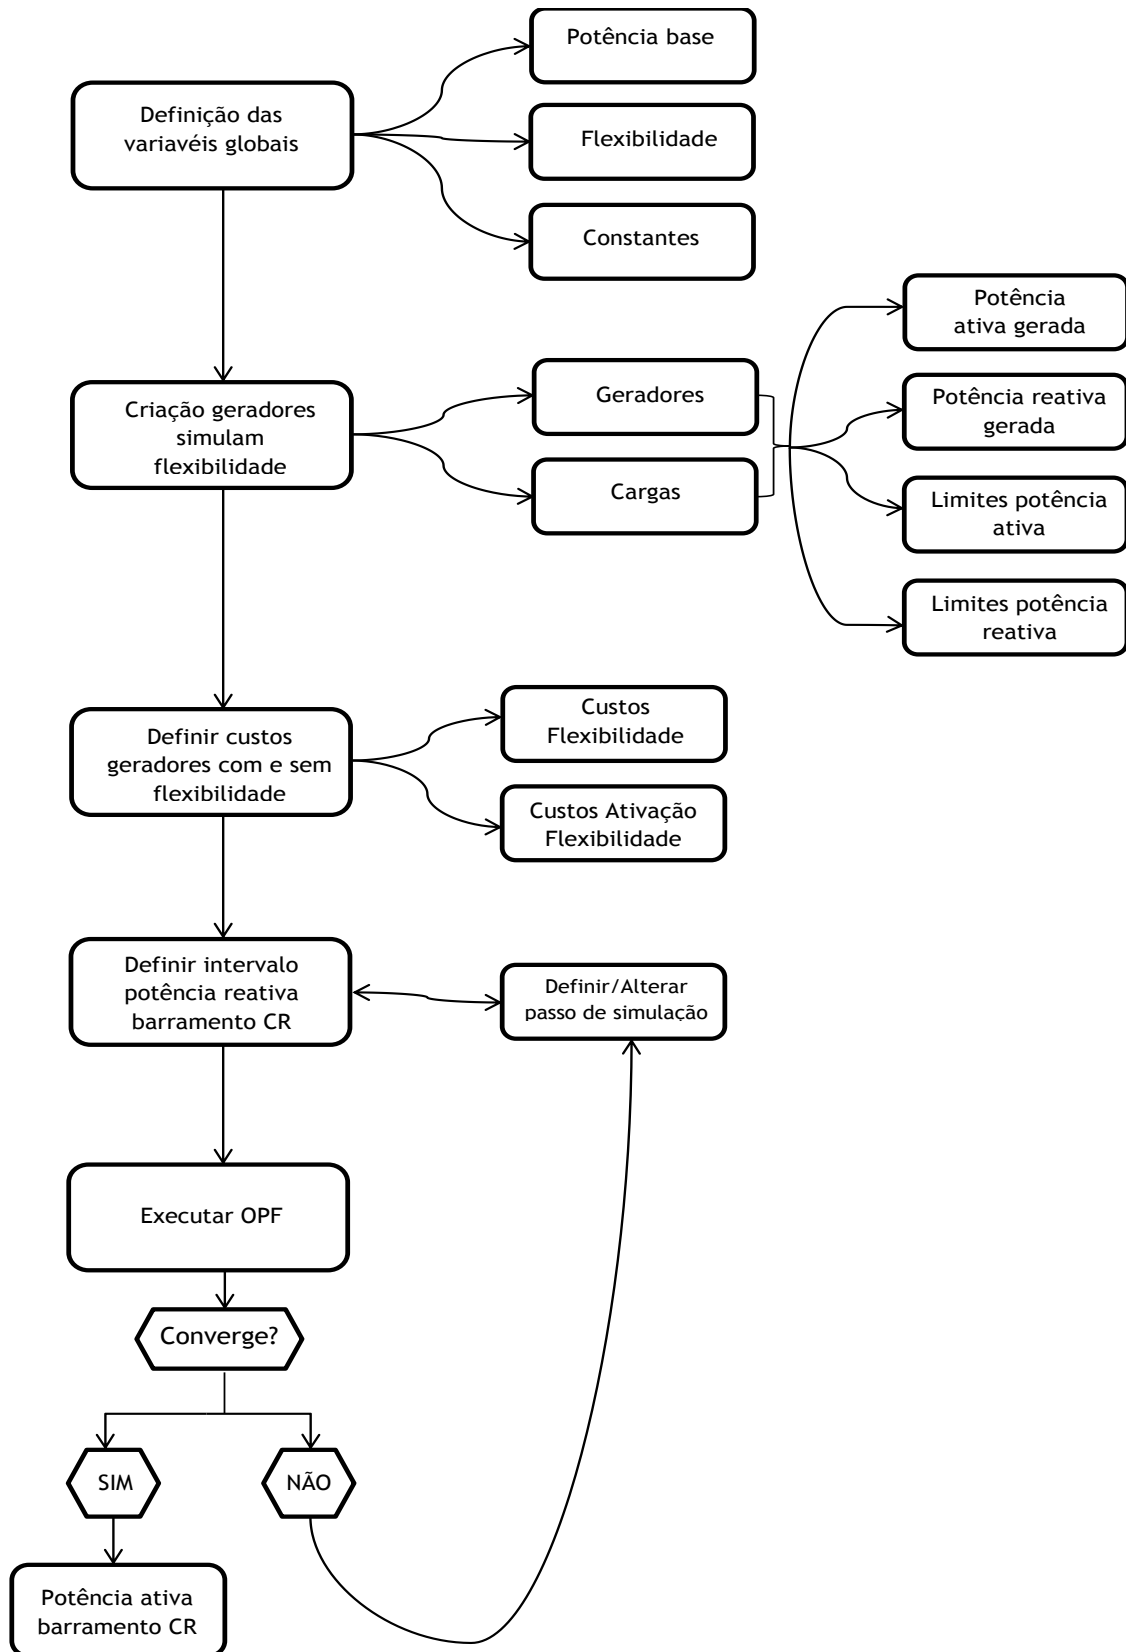 Potência base
Definição das
variavéis globais
Flexibilidade
Constantes
Potência
ativa gerada
Criação geradores
simulam
flexibilidade
Geradores
Potência reativa
gerada
Cargas
Limites potência
ativa
Limites potência
reativa
Definir custos
geradores com e sem
flexibilidade
Custos
Flexibilidade
Custos Ativação
Flexibilidade
Definir intervalo
potência reativa
barramento CR
Definir/Alterar
passo de simulação
Executar OPF
Converge?
SIM
NÃO
Potência ativa
barramento CR